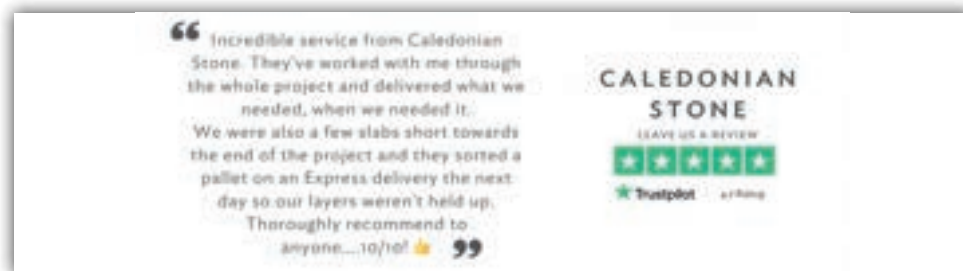 “ Incredible service from Caledonian
Stone. They've worked with me through
the whole project and delivered what we
needed, when we needed it.
We were also a few slabs short towards
the end of the project and they sorted a
pallet on an Express delivery the next
day so our layers weren't held up.
Thoroughly recommend to
anyone....10/10! 👍 ”
CALEDONIAN
STONE
LEAVE US A REVIEW
Trustpilot